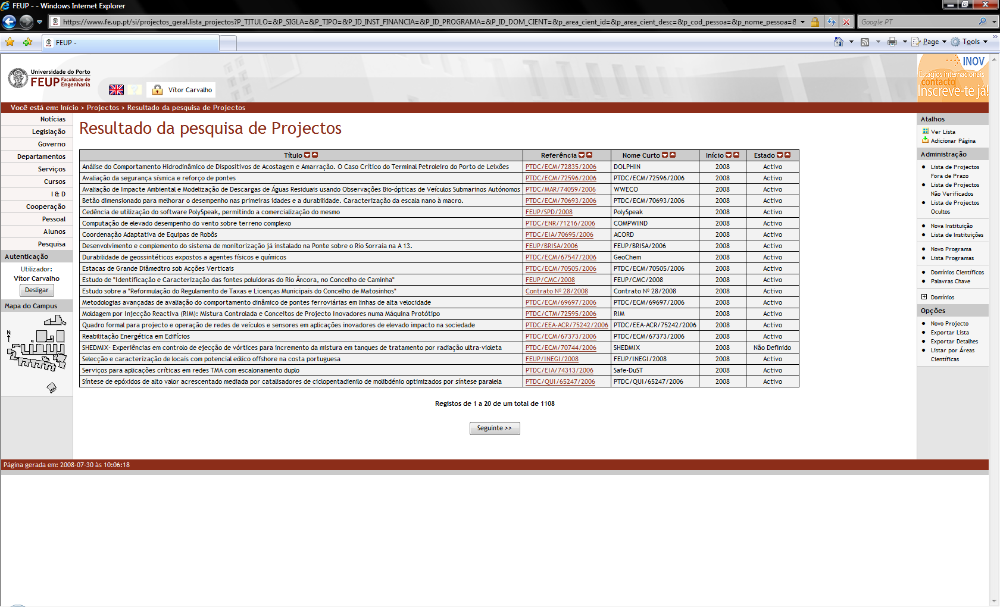 FEUP - - Windows Internet Explorer
https://www.fe.up.pt/si/projectos_geral.lista_projectos?P_TITULO=&P_SIGLA=&P_TIPO=&P_ID_INST_FINANCIA=&P_ID_PROGRAMA=&P_ID_DOM_CIENT=&p_area_cient_id=&p_area_cient_desc=&p_cod_pessoa=&p_nome_pessoa=&
Google PT
FEUP -
Page
Tools
Universidade do Porto
FEUP Faculdade de Engenharia
Vítor Carvalho
INOV
contacto
Estágios internacionais
Inscreve-te já!
Você está em: Início > Projectos > Resultado da pesquisa de Projectos
Notícias
Legislação
Governo
Departamentos
Serviços
Cursos
I & D
Cooperação
Pessoal
Alunos
Pesquisa
Autenticação
Utilizador:
Vítor Carvalho
Desligar
Mapa do Campus
N
Resultado da pesquisa de Projectos
Título Referência Nome Curto Início Estado
Análise do Comportamento Hidrodinâmico de Dispositivos de Acostagem e Amarração. O Caso Crítico do Terminal Petroleiro do Porto de Leixões PTDC/ECM/72835/2006 DOLPHIN 2008 Activo
Avaliação da segurança sísmica e reforço de pontes PTDC/ECM/72596/2006 PTDC/ECM/72596/2006 2008 Activo
Avaliação de Impacte Ambiental e Modelização de Descargas de Águas Residuais usando Observações Bio-ópticas de Veículos Submarinos Autónomos PTDC/MAR/74059/2006 WWECO 2008 Activo
Betão dimensionado para melhorar o desempenho nas primeiras idades e a durabilidade. Caracterização da escala nano à macro. PTDC/ECM/70693/2006 PTDC/ECM/70693/2006 2008 Activo
Cedência de utilização do software PolySpeak, permitindo a comercialização do mesmo FEUP/SPD/2008 PolySpeak 2008 Activo
Computação de elevado desempenho do vento sobre terreno complexo PTDC/ENR/71216/2006 COMPWIND 2008 Activo
Coordenação Adaptativa de Equipas de Robôs PTDC/EIA/70695/2006 ACORD 2008 Activo
Desenvolvimento e complemento do sistema de monitorização já instalado na Ponte sobre o Rio Sorraia na A 13. FEUP/BRISA/2006 FEUP/BRISA/2006 2008 Activo
Durabilidade de geossintéticos expostos a agentes físicos e químicos PTDC/ECM/67547/2006 GeoChem 2008 Activo
Estacas de Grande Diâmedtro sob Acções Verticais PTDC/ECM/70505/2006 PTDC/ECM/70505/2006 2008 Activo
Estudo de "Identificação e Caracterização das fontes poluidoras do Rio Âncora, no Concelho de Caminha" FEUP/CMC/2008 FEUP/CMC/2008 2008 Activo
Estudo sobre a "Reformulação do Regulamento de Taxas e Licenças Municipais do Concelho de Matosinhos" Contrato Nº 28/2008 Contrato Nº 28/2008 2008 Activo
Metodologias avançadas de avaliação do comportamento dinâmico de pontes ferroviárias em linhas de alta velocidade PTDC/ECM/69697/2006 PTDC/ECM/69697/2006 2008 Activo
Moldagem por Injecção Reactiva (RIM): Mistura Controlada e Conceitos de Projecto Inovadores numa Máquina Protótipo PTDC/CTM/72595/2006 RIM 2008 Activo
Quadro formal para projecto e operação de redes de veículos e sensores em aplicações inovadores de elevado impacto na sociedade PTDC/EEA-ACR/75242/2006 PTDC/EEA-ACR/75242/2006 2008 Activo
Reabilitação Energética em Edifícios PTDC/ECM/67373/2006 PTDC/ECM/67373/2006 2008 Activo
SHEDMIX- Experiências em controlo de ejecção de vórtices para incremento da mistura em tanques de tratamento por radiação ultra-violeta PTDC/ECM/70744/2006 SHEDMIX 2008 Não Definido
Selecção e caracterização de locais com potencial eólico offshore na costa portuguesa FEUP/INEGI/2008 FEUP/INEGI/2008 2008 Activo
Serviços para aplicações críticas em redes TMA com escalonamento duplo PTDC/EIA/74313/2006 Safe-DuST 2008 Activo
Síntese de epóxidos de alto valor acrescentado mediada por catalisadores de ciclopentadienilo de molibdénio optimizados por síntese paralela PTDC/QUI/65247/2006 PTDC/QUI/65247/2006 2008 Activo
Registos de 1 a 20 de um total de 1108
Seguinte >>
Atalhos
Ver Lista
Adicionar Página
Administração
Lista de Projectos
Fora de Prazo
Lista de Projectos
Não Verificados
Lista de Projectos
Ocultos
Nova Instituição
Lista de Instituições
Novo Programa
Lista Programas
Domínios Científicos
Palavras Chave
Domínios
Opções
Novo Projecto
Exportar Lista
Exportar Detalhes
Listar por Áreas
Científicas
Página gerada em: 2008-07-30 às 10:06:18